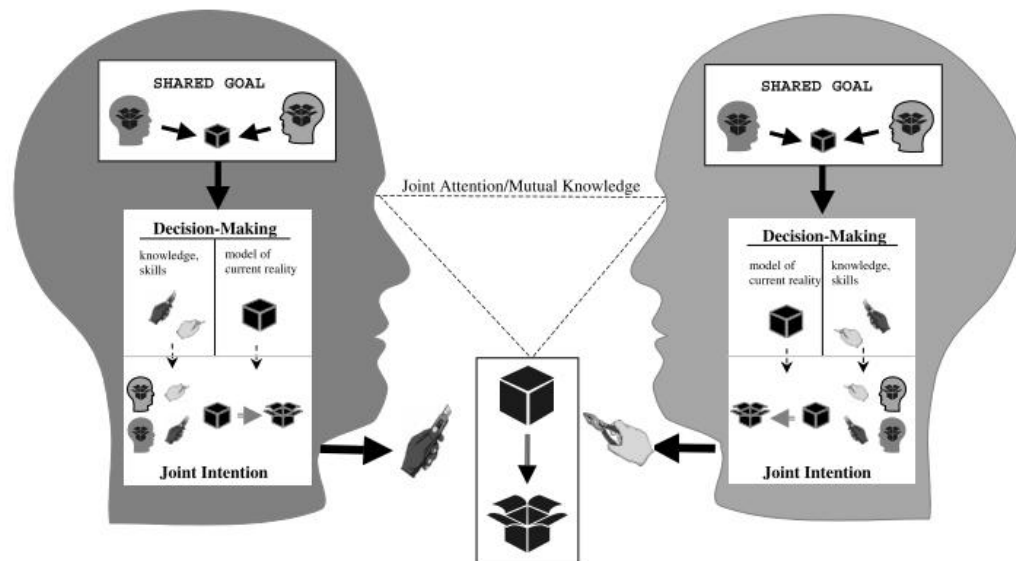 SHARED GOAL
Decision-Making
knowledge,
skills
model of
current reality
Joint Intention
Joint Attention/Mutual Knowledge
SHARED GOAL
Decision-Making
model of
current reality
knowledge,
skills
Joint Intention